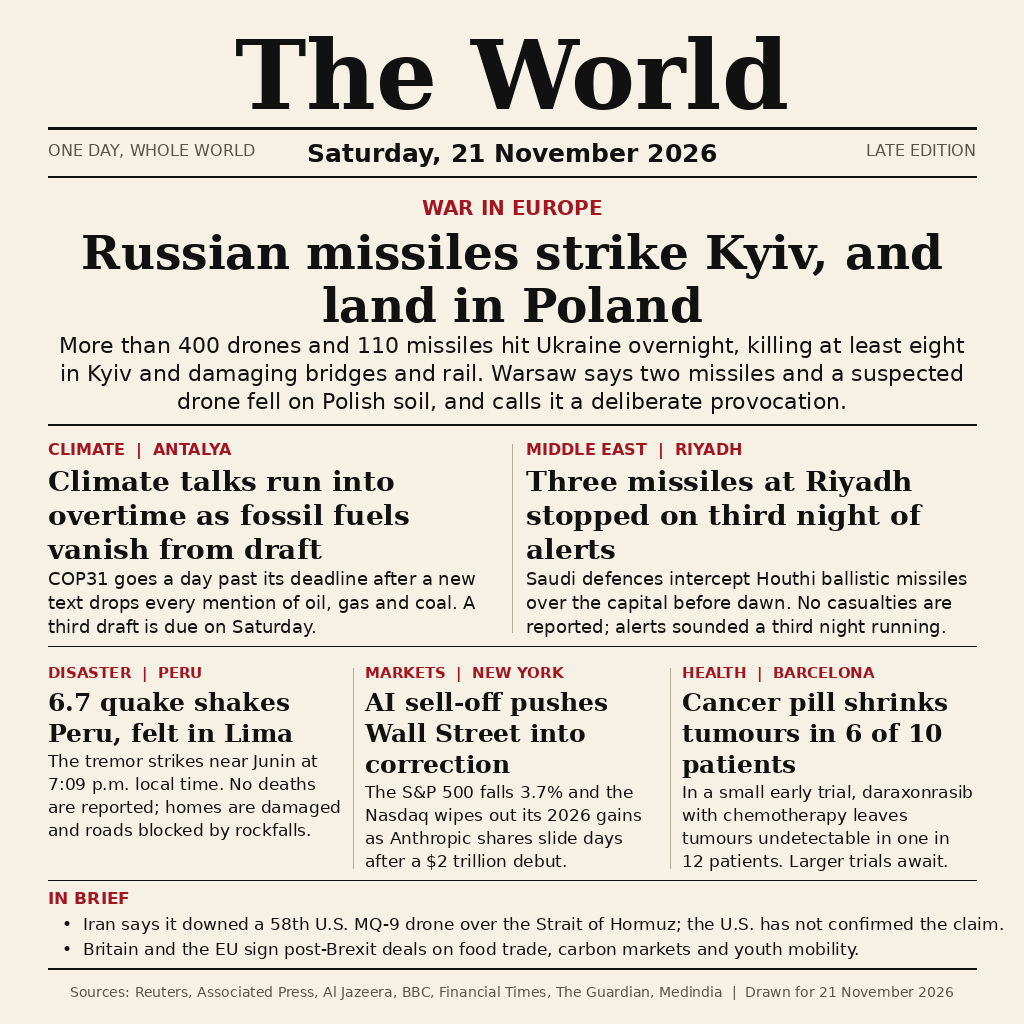 The World
ONE DAY, WHOLE WORLD
Saturday, 21 November 2026
LATE EDITION
WAR IN EUROPE
Russian missiles strike Kyiv, and
land in Poland
More than 400 drones and 110 missiles hit Ukraine overnight, killing at least eight
in Kyiv and damaging bridges and rail. Warsaw says two missiles and a suspected
drone fell on Polish soil, and calls it a deliberate provocation.
CLIMATE | ANTALYA
Climate talks run into
overtime as fossil fuels
vanish from draft
COP31 goes a day past its deadline after a new
text drops every mention of oil, gas and coal. A
third draft is due on Saturday.
MIDDLE EAST | RIYADH
Three missiles at Riyadh
stopped on third night of
alerts
Saudi defences intercept Houthi ballistic missiles
over the capital before dawn. No casualties are
reported; alerts sounded a third night running.
DISASTER | PERU
6.7 quake shakes
Peru, felt in Lima
The tremor strikes near Junin at
7:09 p.m. local time. No deaths
are reported; homes are damaged
and roads blocked by rockfalls.
MARKETS | NEW YORK
AI sell-off pushes
Wall Street into
correction
The S&P 500 falls 3.7% and the
Nasdaq wipes out its 2026 gains
as Anthropic shares slide days
after a $2 trillion debut.
HEALTH | BARCELONA
Cancer pill shrinks
tumours in 6 of 10
patients
In a small early trial, daraxonrasib
with chemotherapy leaves
tumours undetectable in one in
12 patients. Larger trials await.
IN BRIEF
• Iran says it downed a 58th U.S. MQ-9 drone over the Strait of Hormuz; the U.S. has not confirmed the claim.
• Britain and the EU sign post-Brexit deals on food trade, carbon markets and youth mobility.
Sources: Reuters, Associated Press, Al Jazeera, BBC, Financial Times, The Guardian, Medindia | Drawn for 21 November 2026